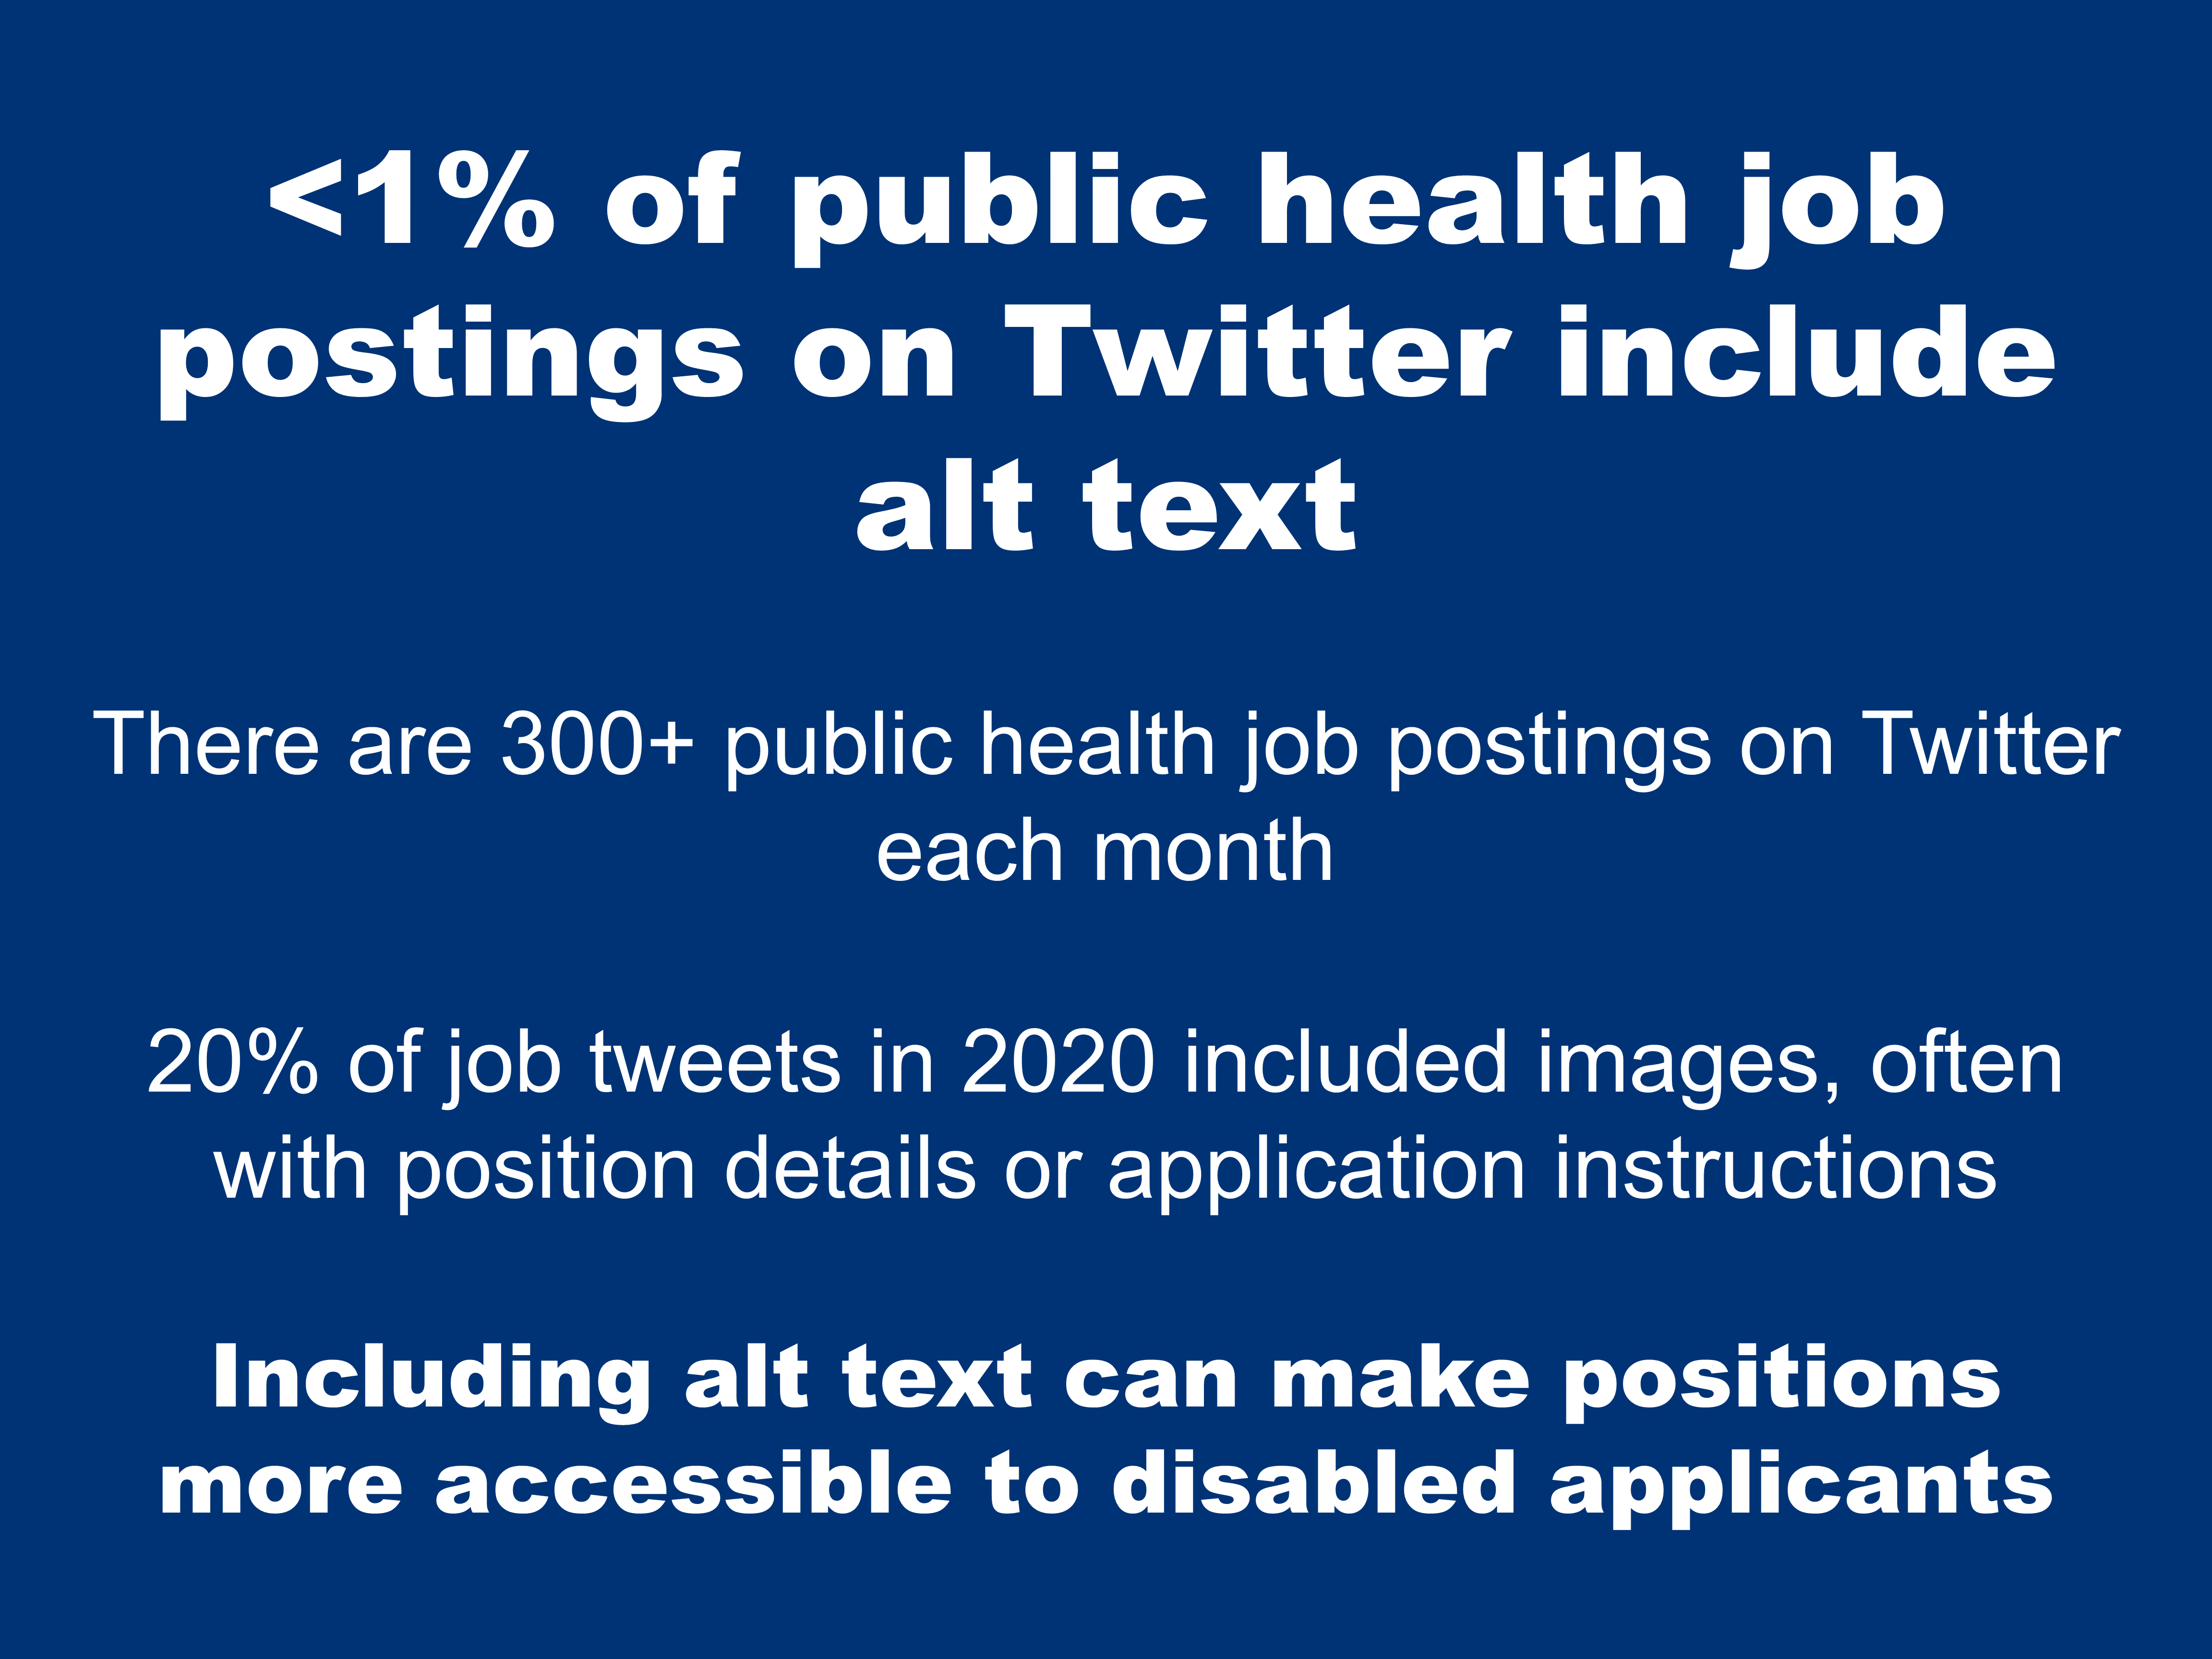 <1% of public health job
postings on Twitter include
alt text
There are 300+ public health job postings on Twitter
each month
20% of job tweets in 2020 included images, often
with position details or application instructions
Including alt text can make positions
more accessible to disabled applicants